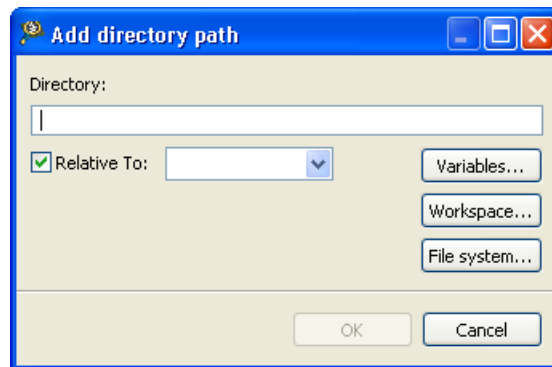 Add directory path
Directory:
Relative To:
Variables...
Workspace...
File system...
OK
Cancel